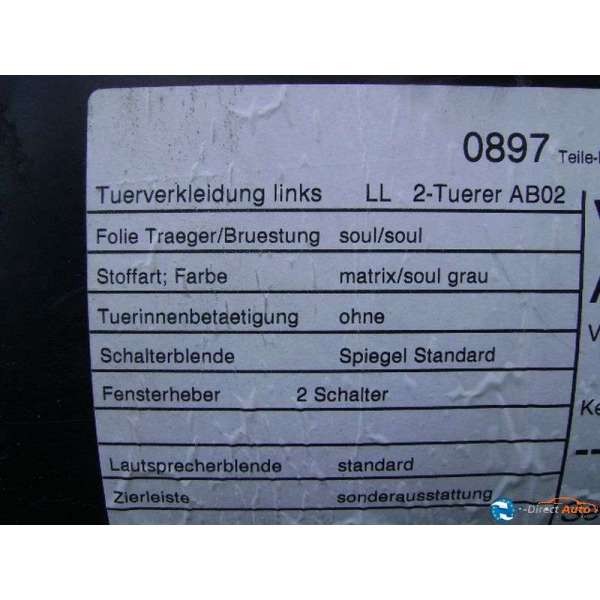 0897 Teile-
Tuerverkleidung links LL 2-Tuerer AB02
Folie Traeger/Bruestung soul/soul
Stoffart; Farbe matrix/soul grau
Tuerinnenbetaetigung ohne
Schalterblende Spiegel Standard
Fensterheber 2 Schalter
Lautsprecherblende standard
Zierleiste sonderausstattung
Direct Auto